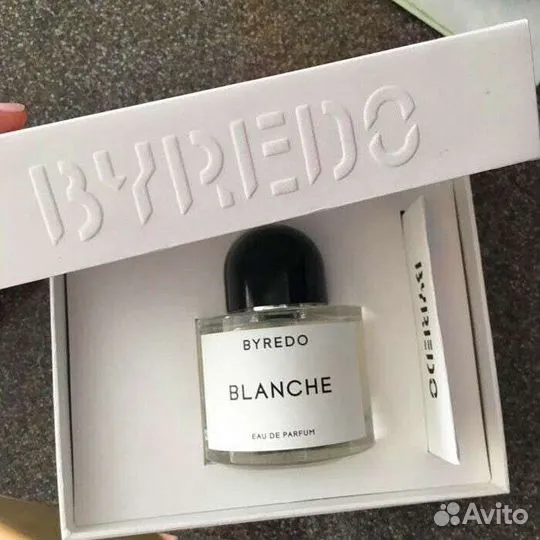 BYREDO
BYREDO
BLANCHE
EAU DE PARFUM
BYREDO
Avito